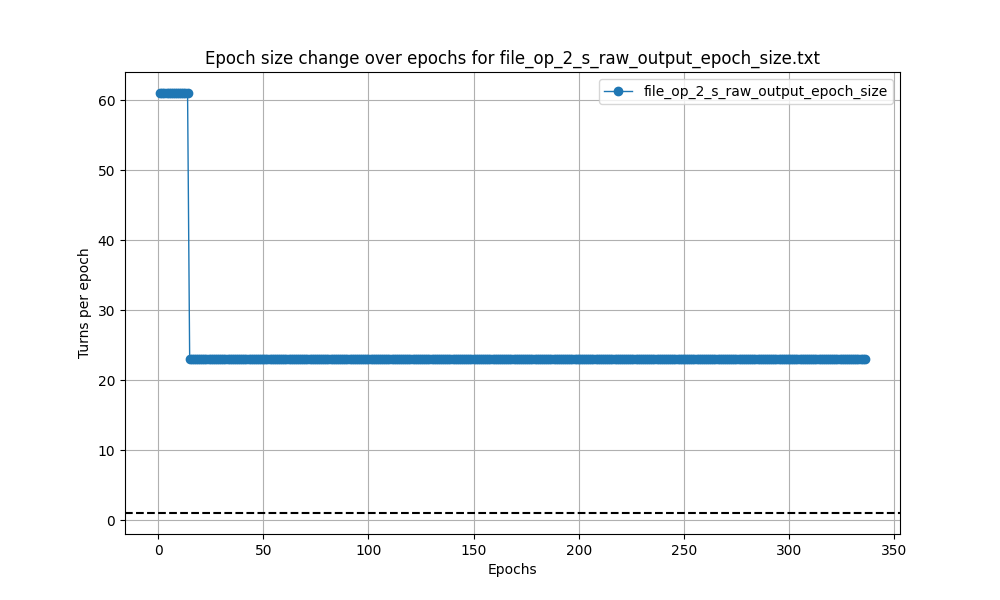 Epoch size change over epochs for file_op_2_s_raw_output_epoch_size.txt
file_op_2_s_raw_output_epoch_size
Turns per epoch
60
50
40
30
20
10
0
0 50 100 150 200 250 300 350
Epochs